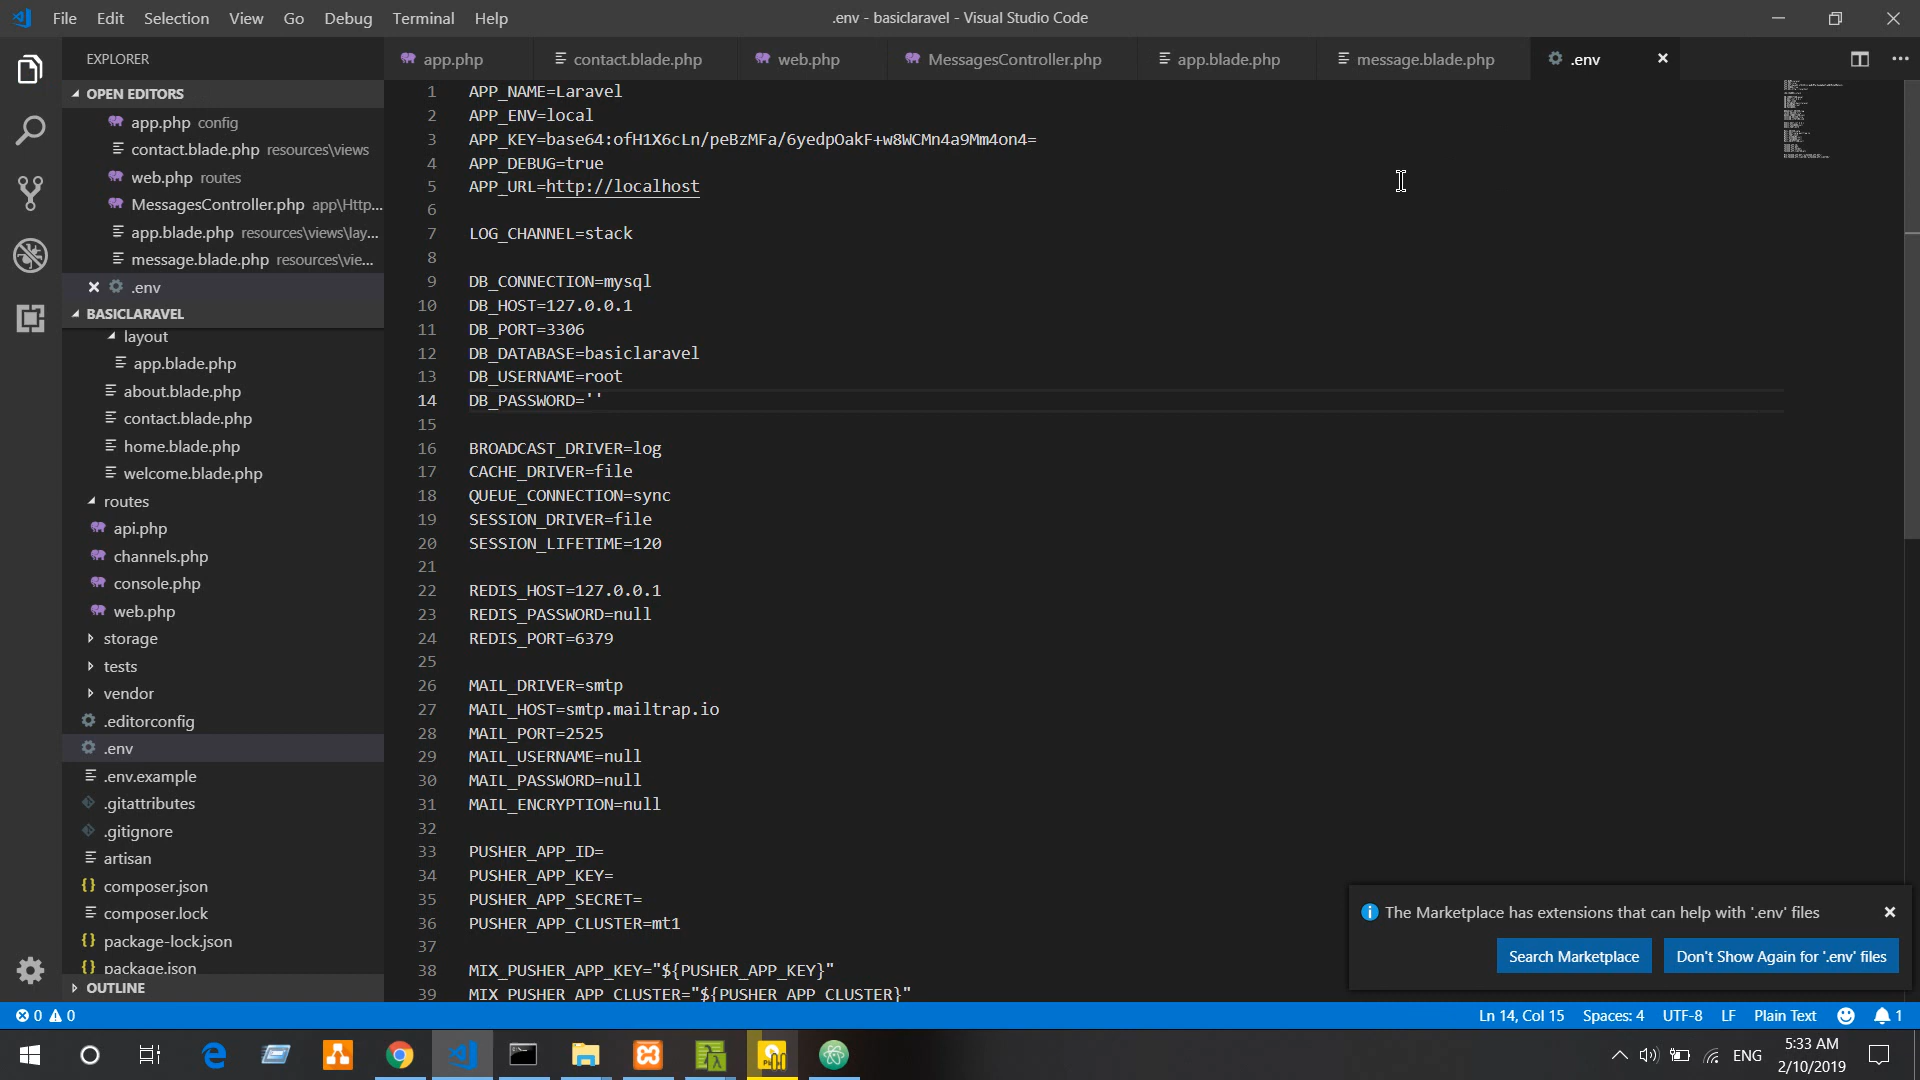 File Edit Selection View Go Debug Terminal Help
.env - basiclaravel - Visual Studio Code
EXPLORER
app.php
contact.blade.php
web.php
MessagesController.php
app.blade.php
message.blade.php
.env
OPEN EDITORS
app.php config
contact.blade.php resources\views
web.php routes
MessagesController.php app\Http...
app.blade.php resources\views\lay...
message.blade.php resources\vie...
.env
BASICLARAVEL
layout
app.blade.php
about.blade.php
contact.blade.php
home.blade.php
welcome.blade.php
routes
api.php
channels.php
console.php
web.php
storage
tests
vendor
.editorconfig
.env
.env.example
.gitattributes
.gitignore
artisan
composer.json
composer.lock
package-lock.json
package.json
OUTLINE
1 APP_NAME=Laravel
2 APP_ENV=local
3 APP_KEY=base64:ofH1X6cLn/peBzMFa/6yedpOakF+w8WCMn4a9Mm4on4=
4 APP_DEBUG=true
5 APP_URL=http://localhost
6
7 LOG_CHANNEL=stack
8
9 DB_CONNECTION=mysql
10 DB_HOST=127.0.0.1
11 DB_PORT=3306
12 DB_DATABASE=basiclaravel
13 DB_USERNAME=root
14 DB_PASSWORD=''
15
16 BROADCAST_DRIVER=log
17 CACHE_DRIVER=file
18 QUEUE_CONNECTION=sync
19 SESSION_DRIVER=file
20 SESSION_LIFETIME=120
21
22 REDIS_HOST=127.0.0.1
23 REDIS_PASSWORD=null
24 REDIS_PORT=6379
25
26 MAIL_DRIVER=smtp
27 MAIL_HOST=smtp.mailtrap.io
28 MAIL_PORT=2525
29 MAIL_USERNAME=null
30 MAIL_PASSWORD=null
31 MAIL_ENCRYPTION=null
32
33 PUSHER_APP_ID=
34 PUSHER_APP_KEY=
35 PUSHER_APP_SECRET=
36 PUSHER_APP_CLUSTER=mt1
37
38 MIX_PUSHER_APP_KEY="${PUSHER_APP_KEY}"
39 MIX_PUSHER_APP_CLUSTER="${PUSHER_APP_CLUSTER}"
The Marketplace has extensions that can help with '.env' files
Search Marketplace
Don't Show Again for '.env' files
0 0
Ln 14, Col 15 Spaces: 4 UTF-8 LF Plain Text 1
ENG
5:33 AM
2/10/2019